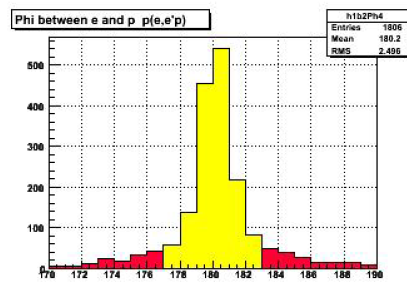 Phi between e and p p(e,e'p)
h1b2Ph4
Entries 1806
Mean 180.2
RMS 2.496
500
400
300
200
100
0
170 172 174 176 178 180 182 184 186 188 190